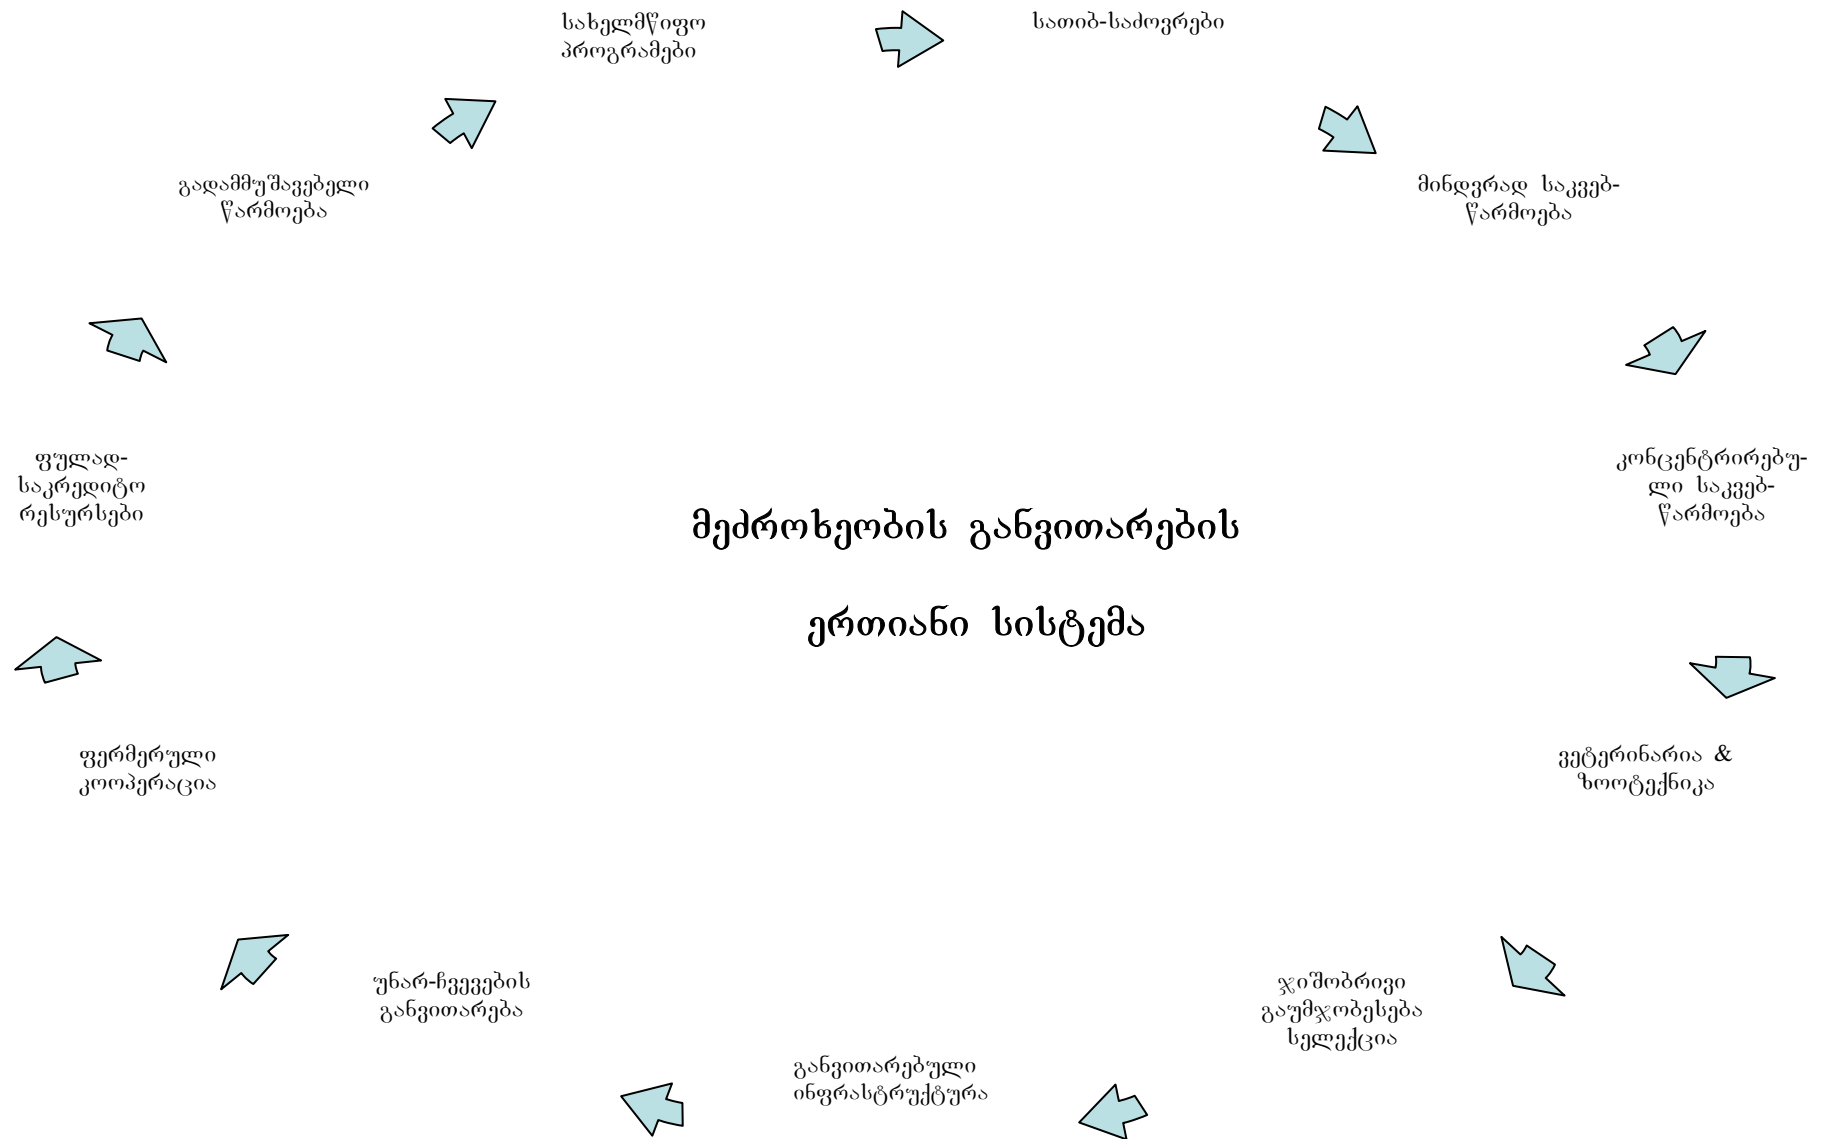 სახელმწიფო
პროგრამები
სათიბ-საძოვრები
გადამმუშავებელი
წარმოება
მინდვრად საკვებ-
წარმოება
ფულად-
საკრედიტო
რესურსები
კონცენტრირებუ-
ლი საკვებ-
წარმოება
მეძროხეობის განვითარების
ერთიანი სისტემა
ფერმერული
კოოპერაცია
ვეტერინარია &
ზოოტექნიკა
უნარ-ჩვევების
განვითარება
ჯიშობრივი
გაუმჯობესება
სელექცია
განვითარებული
ინფრასტრუქტურა